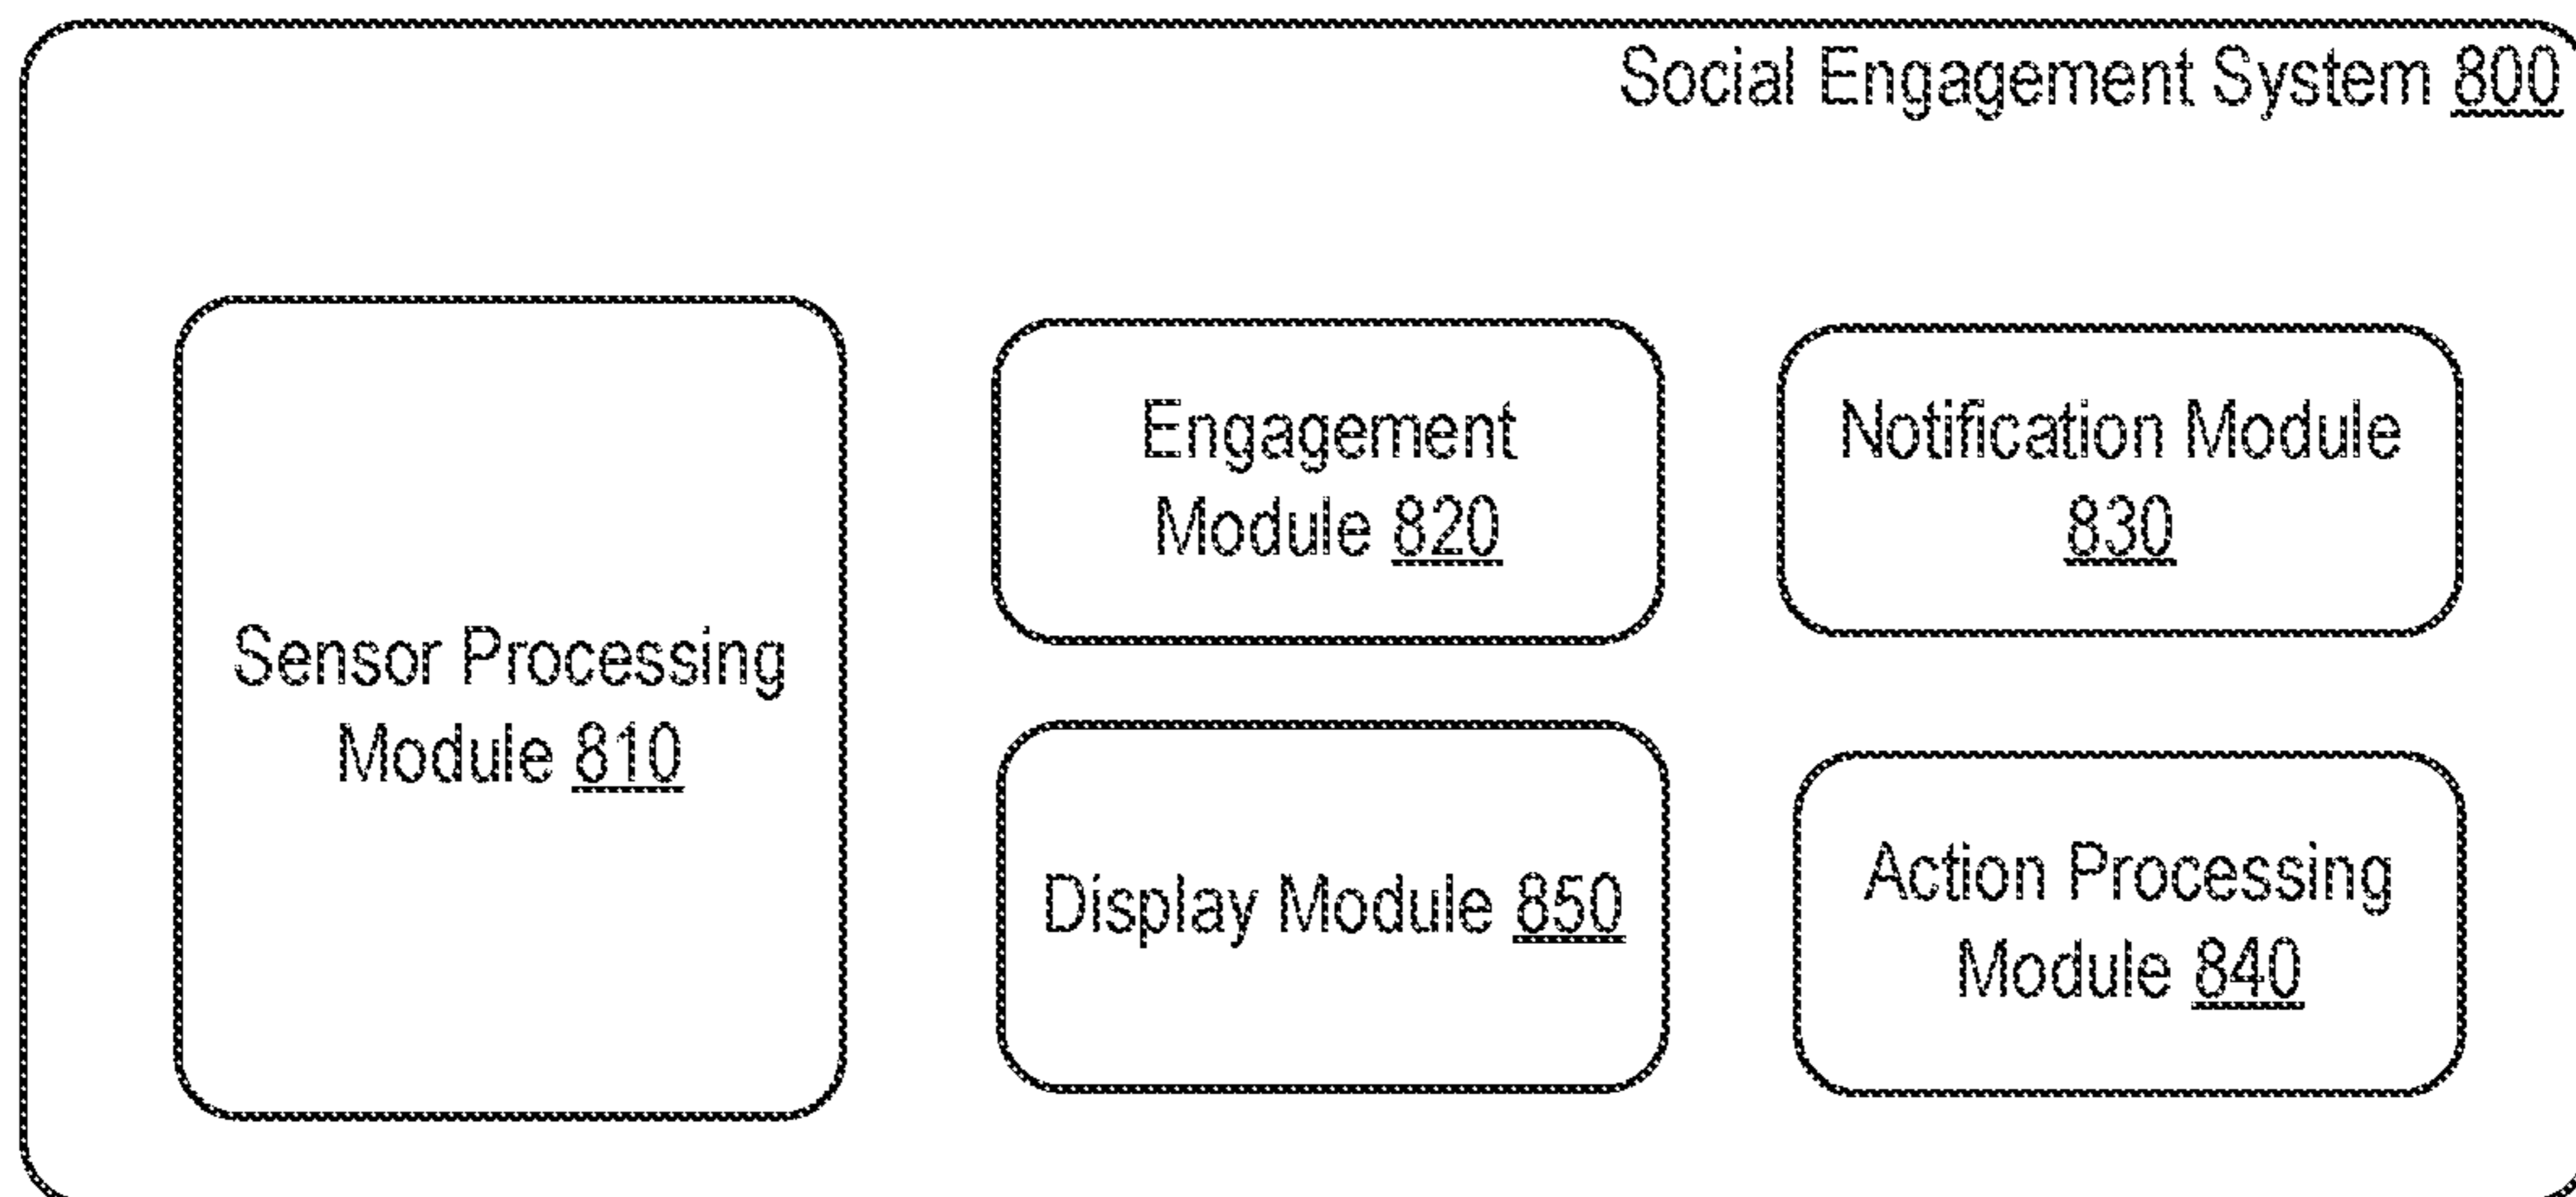 Social Engagement System 800
Sensor Processing
Module 810
Engagement
Module 820
Notification Module
830
Display Module 850
Action Processing
Module 840